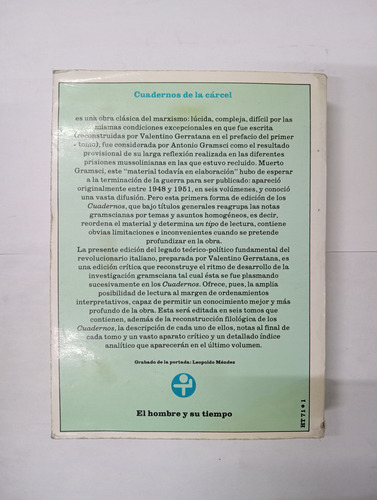 Cuadernos de la cárcel
es una obra clásica del marxismo: lúcida, compleja, difícil por las
mismas condiciones excepcionales en que fue escrita
(reconstruidas por Valentino Gerratana en el prefacio del primer
tomo), fue considerada por Antonio Gramsci como el resultado
provisional de su larga reflexión realizada en las diferentes
prisiones mussolinianas en las que estuvo recluido. Muerto
Gramsci, este "material todavía en elaboración" hubo de esperar
a la terminación de la guerra para ser publicado: apareció
originalmente entre 1948 y 1951, en seis volúmenes, y conoció
una vasta difusión. Pero esta primera forma de edición de los
Cuadernos, que bajo títulos generales reagrupa las notas
gramscianas por temas y asuntos homogéneos, es decir,
reordena el material y determina un tipo de lectura, contiene
obvias limitaciones e inconvenientes cuando se pretende
profundizar en la obra.
La presente edición del legado teórico-político fundamental del
revolucionario italiano, preparada por Valentino Gerratana, es
una edición crítica que reconstruye el ritmo de desarrollo de la
investigación gramsciana tal cual ésta se fue plasmando
sucesivamente en los Cuadernos. Ofrece, pues, la amplia
posibilidad de lectura al margen de ordenamientos
interpretativos, capaz de permitir un conocimiento mejor y más
profundo de la obra. Esta será editada en seis tomos que
contienen, además de la reconstrucción filológica de los
Cuadernos, la descripción de cada uno de ellos, notas al final de
cada tomo y un vasto aparato crítico y un detallado índice
analítico que aparecerán en el último volumen.
Grabado de la portada: Leopoldo Méndez
El hombre y su tiempo
HT 71 * 1